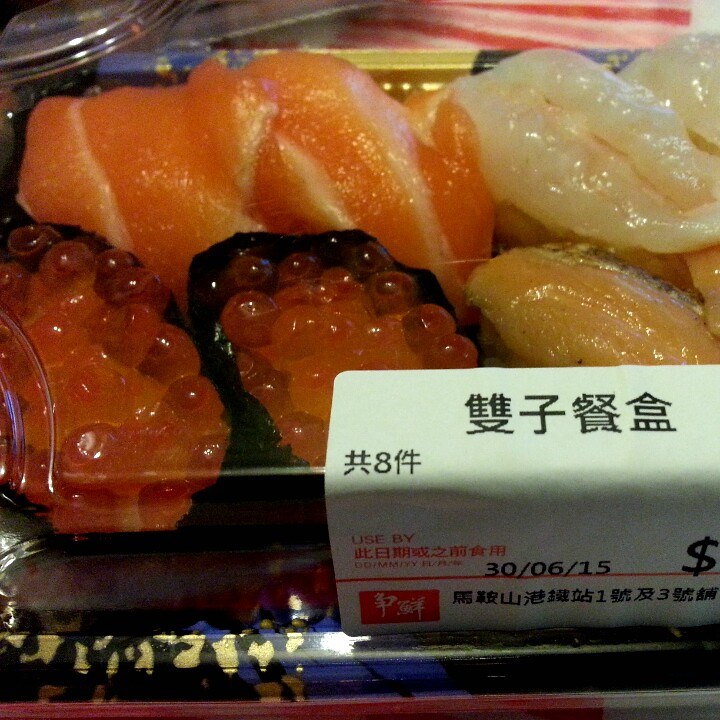 雙子餐盒
共8件
USE BY
此日期或之前食用
DD/MM/YY 日/月/年
30/06/15 $
争鮮 馬鞍山港鐵站1號及3號舖